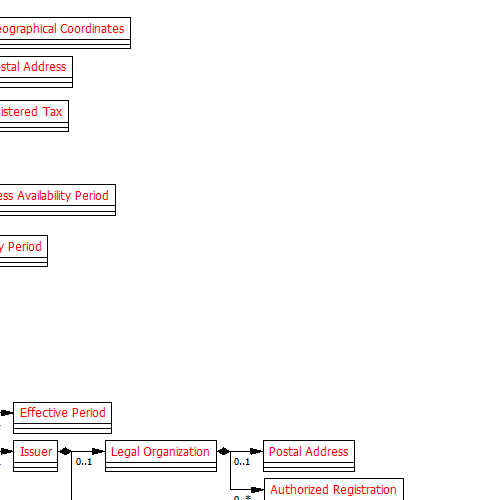 eographical Coordinates
stal Address
istered Tax
ess Availability Period
y Period
Effective Period
Issuer
0..1
Legal Organization
0..1
Postal Address
Authorized Registration
0..*